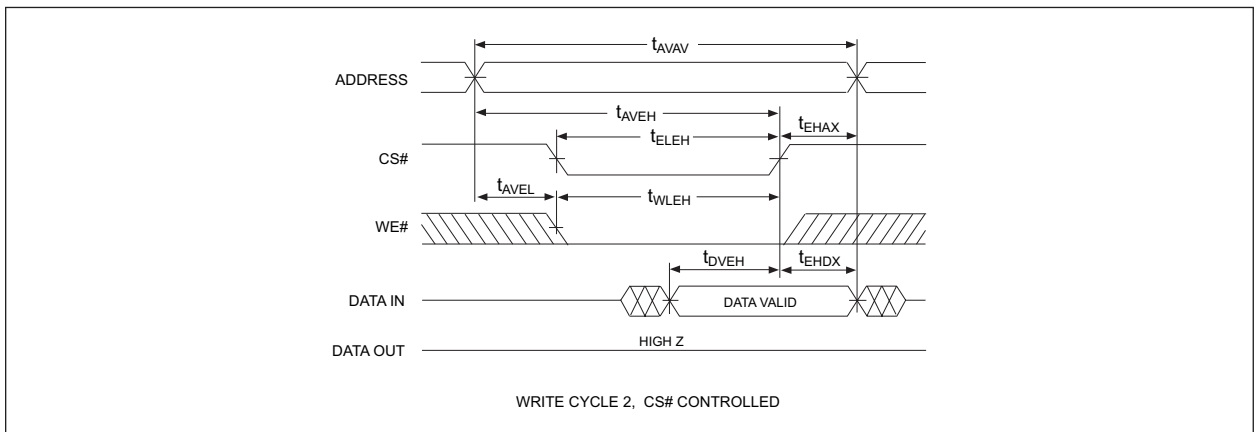 tAVAV
ADDRESS
tAVEH
tELEH
tEHAX
CS#
tAVEL
tWLEH
WE#
tDVEH
tEHDX
DATA IN
DATA VALID
HIGH Z
DATA OUT
WRITE CYCLE 2, CS# CONTROLLED